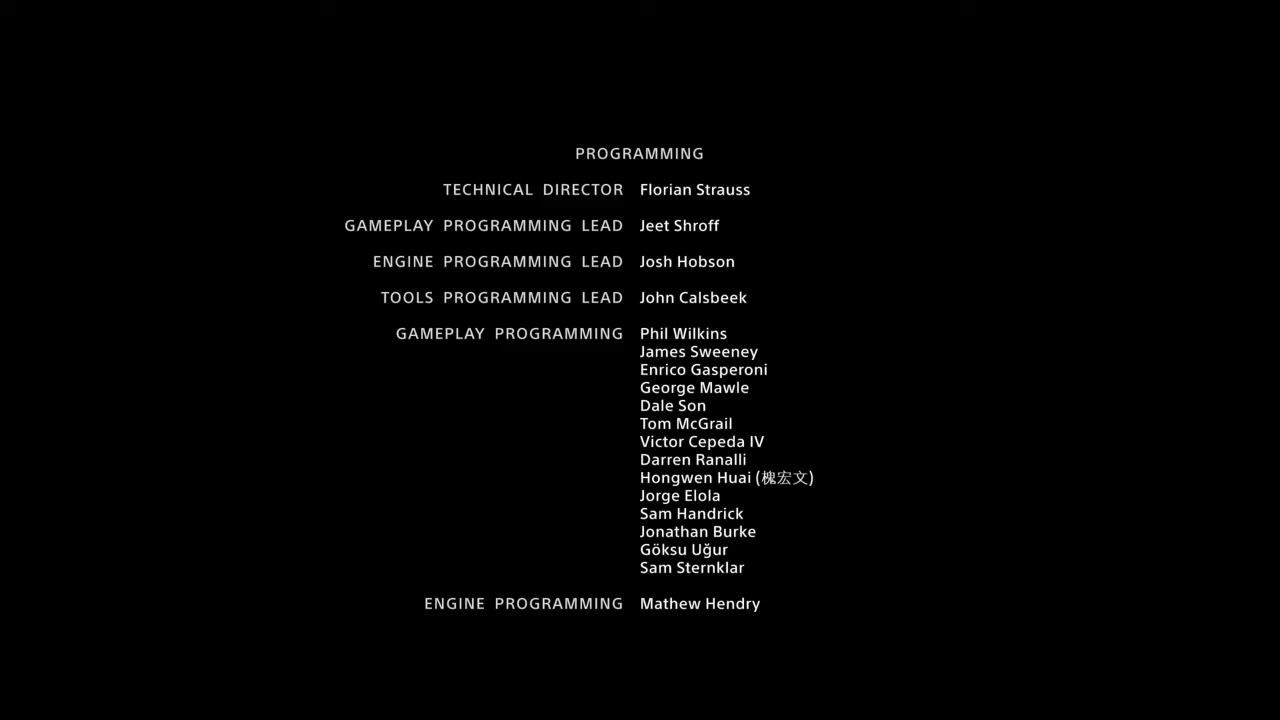 PROGRAMMING
TECHNICAL DIRECTOR Florian Strauss
GAMEPLAY PROGRAMMING LEAD Jeet Shroff
ENGINE PROGRAMMING LEAD Josh Hobson
TOOLS PROGRAMMING LEAD John Calsbeek
GAMEPLAY PROGRAMMING Phil Wilkins
James Sweeney
Enrico Gasperoni
George Mawle
Dale Son
Tom McGrail
Victor Cepeda IV
Darren Ranalli
Hongwen Huai (槐宏文)
Jorge Elola
Sam Handrick
Jonathan Burke
Göksu Uğur
Sam Sternklar
ENGINE PROGRAMMING Mathew Hendry